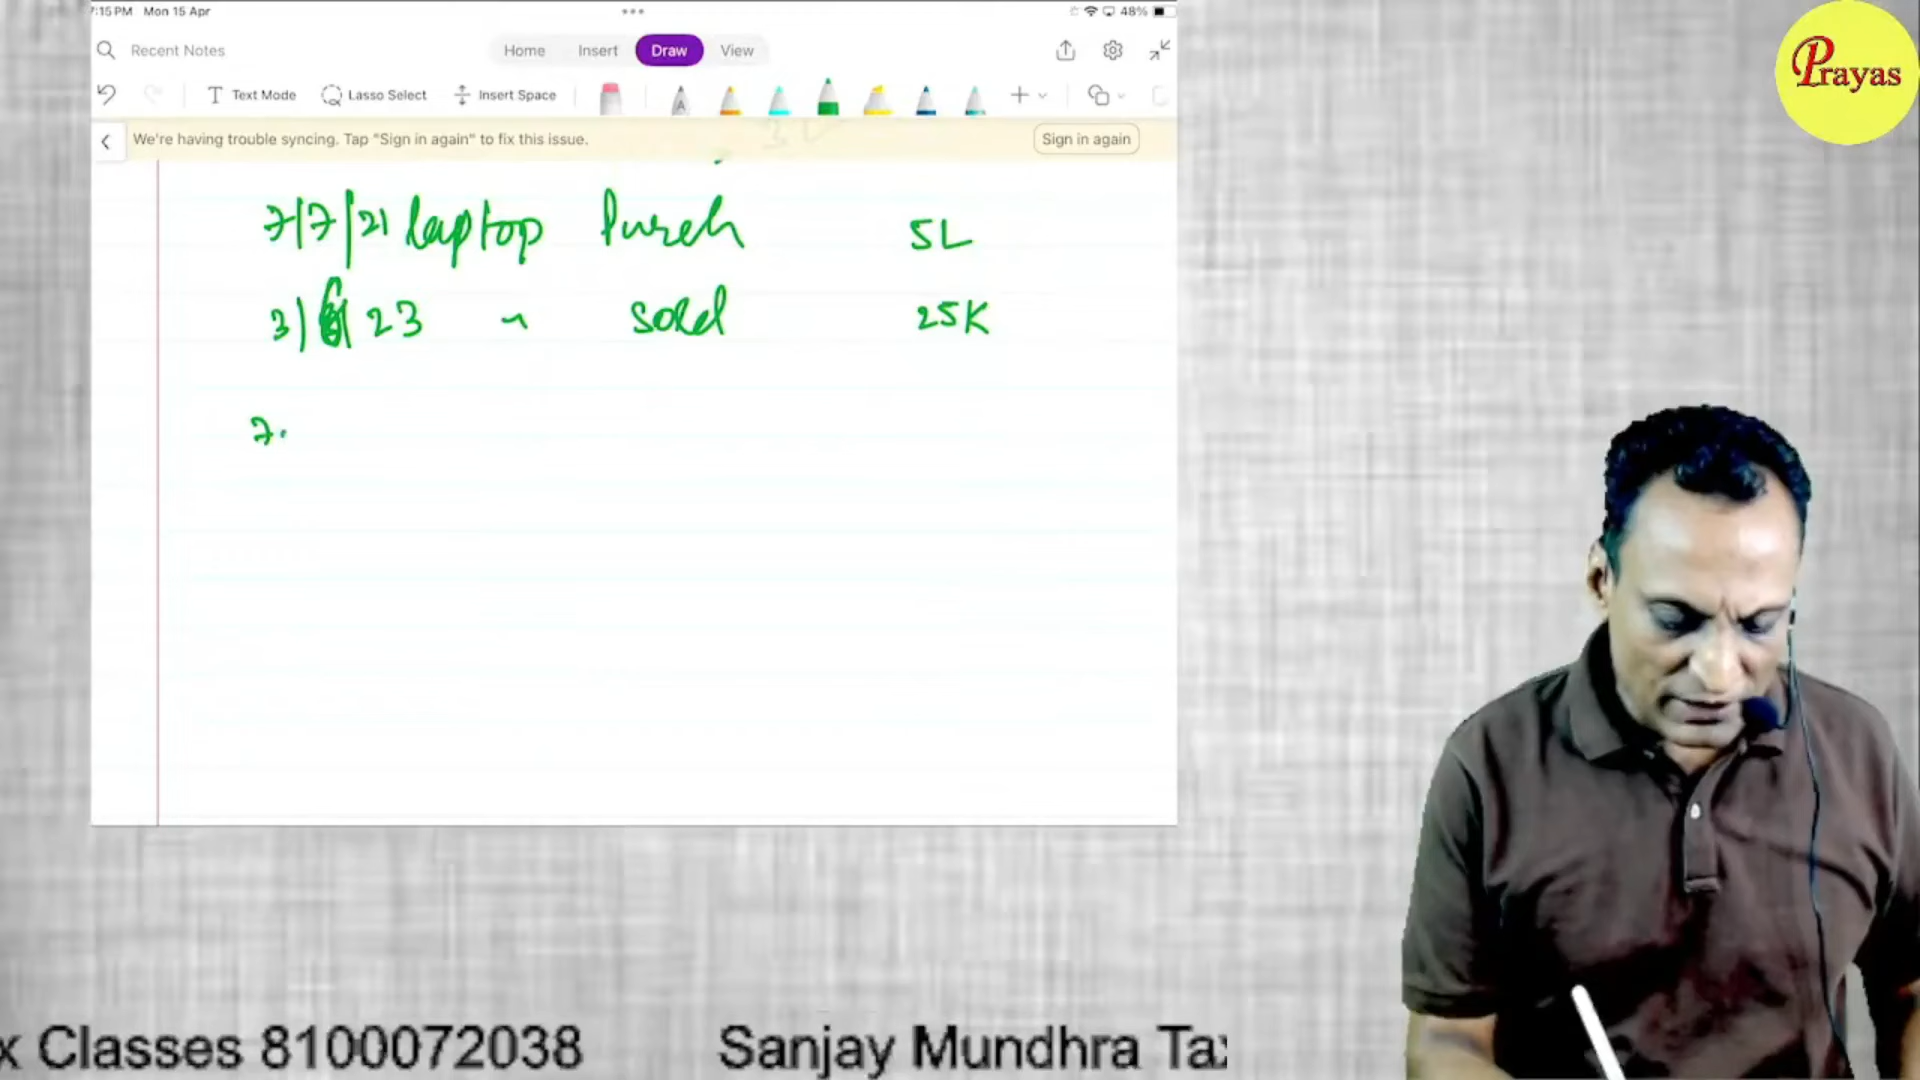 7:15 PM Mon 15 Apr
48%
Prayas
Recent Notes
Home Insert Draw View
Text Mode Lasso Select Insert Space
A
We're having trouble syncing. Tap "Sign in again" to fix this issue.
Sign in again
7/7/21 laptop Purch 5L
3/ 23 " sold 25K
7.
x Classes 8100072038 Sanjay Mundhra Tax